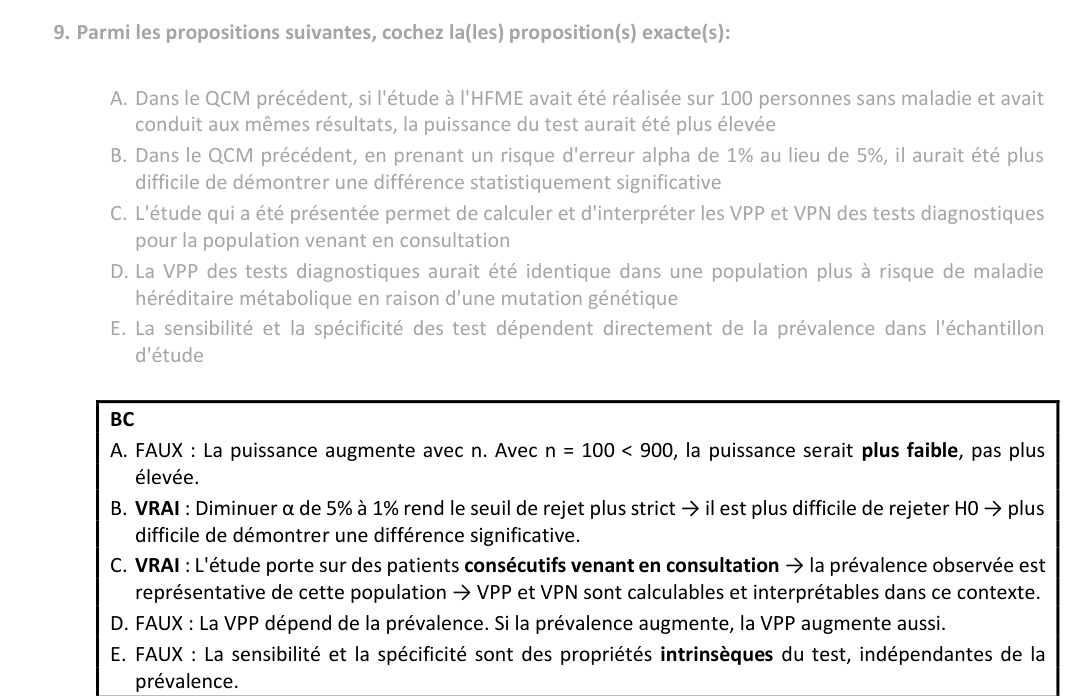 9. Parmi les propositions suivantes, cochez la(les) proposition(s) exacte(s):
A. Dans le QCM précédent, si l'étude à l'HFME avait été réalisée sur 100 personnes sans maladie et avait
conduit aux mêmes résultats, la puissance du test aurait été plus élevée
B. Dans le QCM précédent, en prenant un risque d'erreur alpha de 1% au lieu de 5%, il aurait été plus
difficile de démontrer une différence statistiquement significative
C. L'étude qui a été présentée permet de calculer et d'interpréter les VPP et VPN des tests diagnostiques
pour la population venant en consultation
D. La VPP des tests diagnostiques aurait été identique dans une population plus à risque de maladie
héréditaire métabolique en raison d'une mutation génétique
E. La sensibilité et la spécificité des test dépendent directement de la prévalence dans l'échantillon
d'étude
BC
A. FAUX : La puissance augmente avec n. Avec n = 100 < 900, la puissance serait plus faible, pas plus
élevée.
B. VRAI : Diminuer α de 5% à 1% rend le seuil de rejet plus strict → il est plus difficile de rejeter H0 → plus
difficile de démontrer une différence significative.
C. VRAI : L'étude porte sur des patients consécutifs venant en consultation → la prévalence observée est
représentative de cette population → VPP et VPN sont calculables et interprétables dans ce contexte.
D. FAUX : La VPP dépend de la prévalence. Si la prévalence augmente, la VPP augmente aussi.
E. FAUX : La sensibilité et la spécificité sont des propriétés intrinsèques du test, indépendantes de la
prévalence.